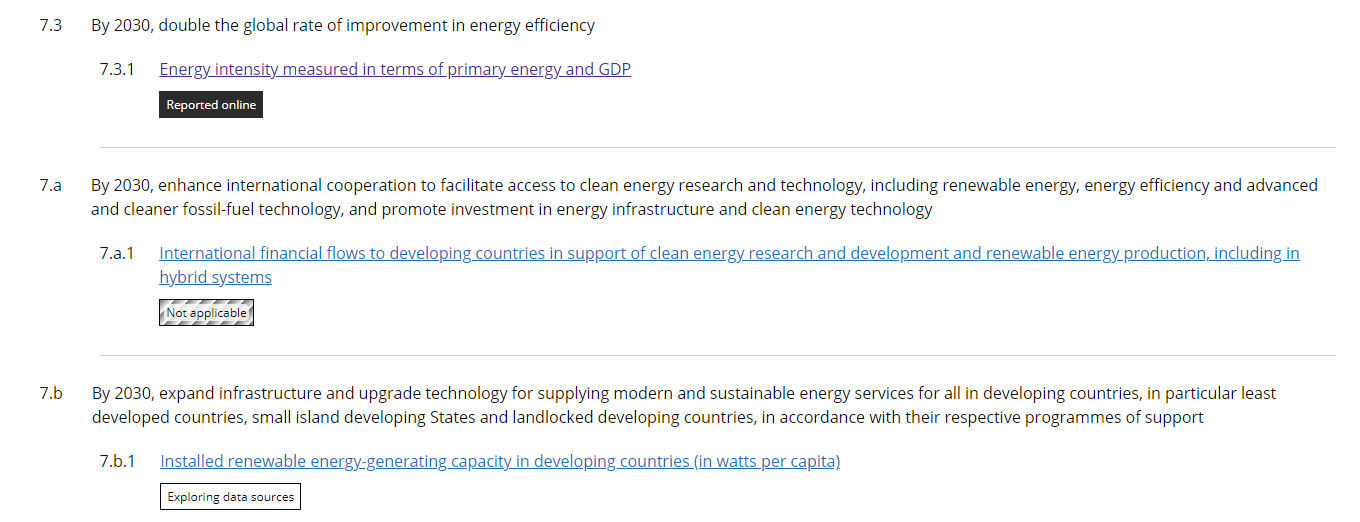 7.3 By 2030, double the global rate of improvement in energy efficiency
7.3.1 Energy intensity measured in terms of primary energy and GDP
Reported online
7.a By 2030, enhance international cooperation to facilitate access to clean energy research and technology, including renewable energy, energy efficiency and advanced
and cleaner fossil-fuel technology, and promote investment in energy infrastructure and clean energy technology
7.a.1 International financial flows to developing countries in support of clean energy research and development and renewable energy production, including in
hybrid systems
Not applicable
7.b By 2030, expand infrastructure and upgrade technology for supplying modern and sustainable energy services for all in developing countries, in particular least
developed countries, small island developing States and landlocked developing countries, in accordance with their respective programmes of support
7.b.1 Installed renewable energy-generating capacity in developing countries (in watts per capita)
Exploring data sources